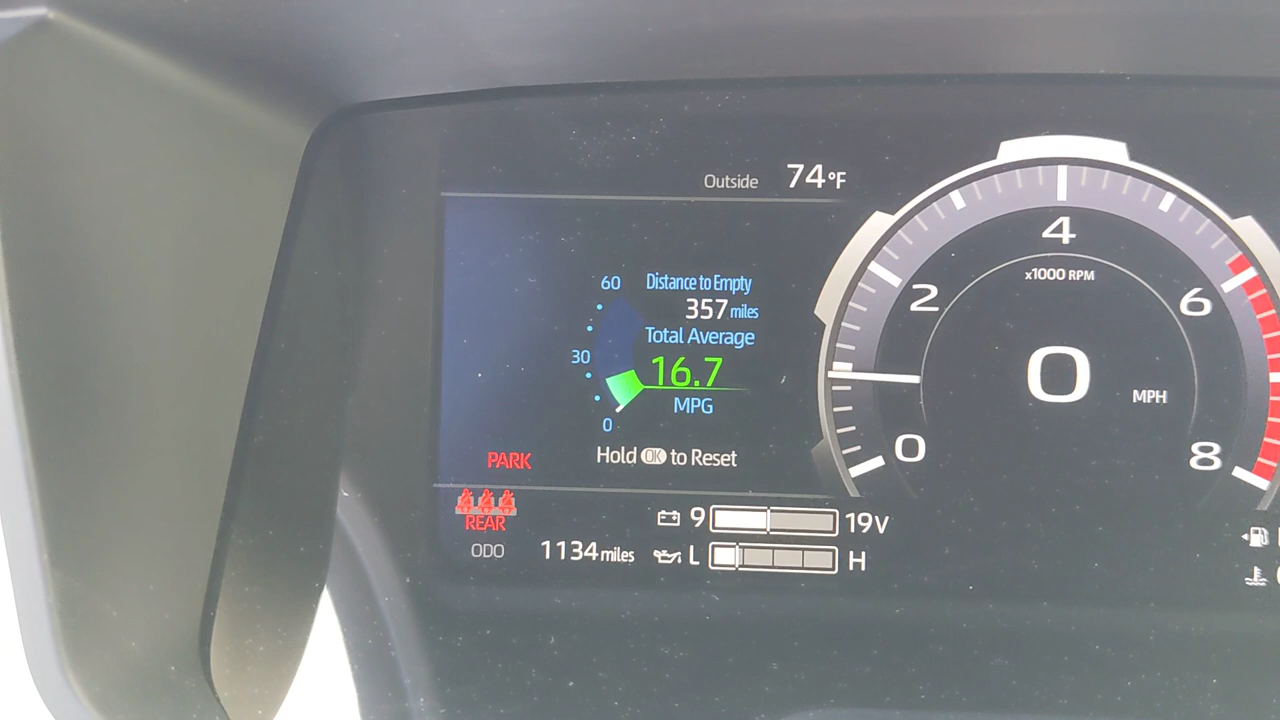 Outside 74°F
60 Distance to Empty
357 miles
Total Average
30 16.7
MPG
0
Hold OK to Reset
PARK
REAR
9 19V
ODO 1134 miles L H
4
x1000 RPM
2 6
0 MPH
0 8